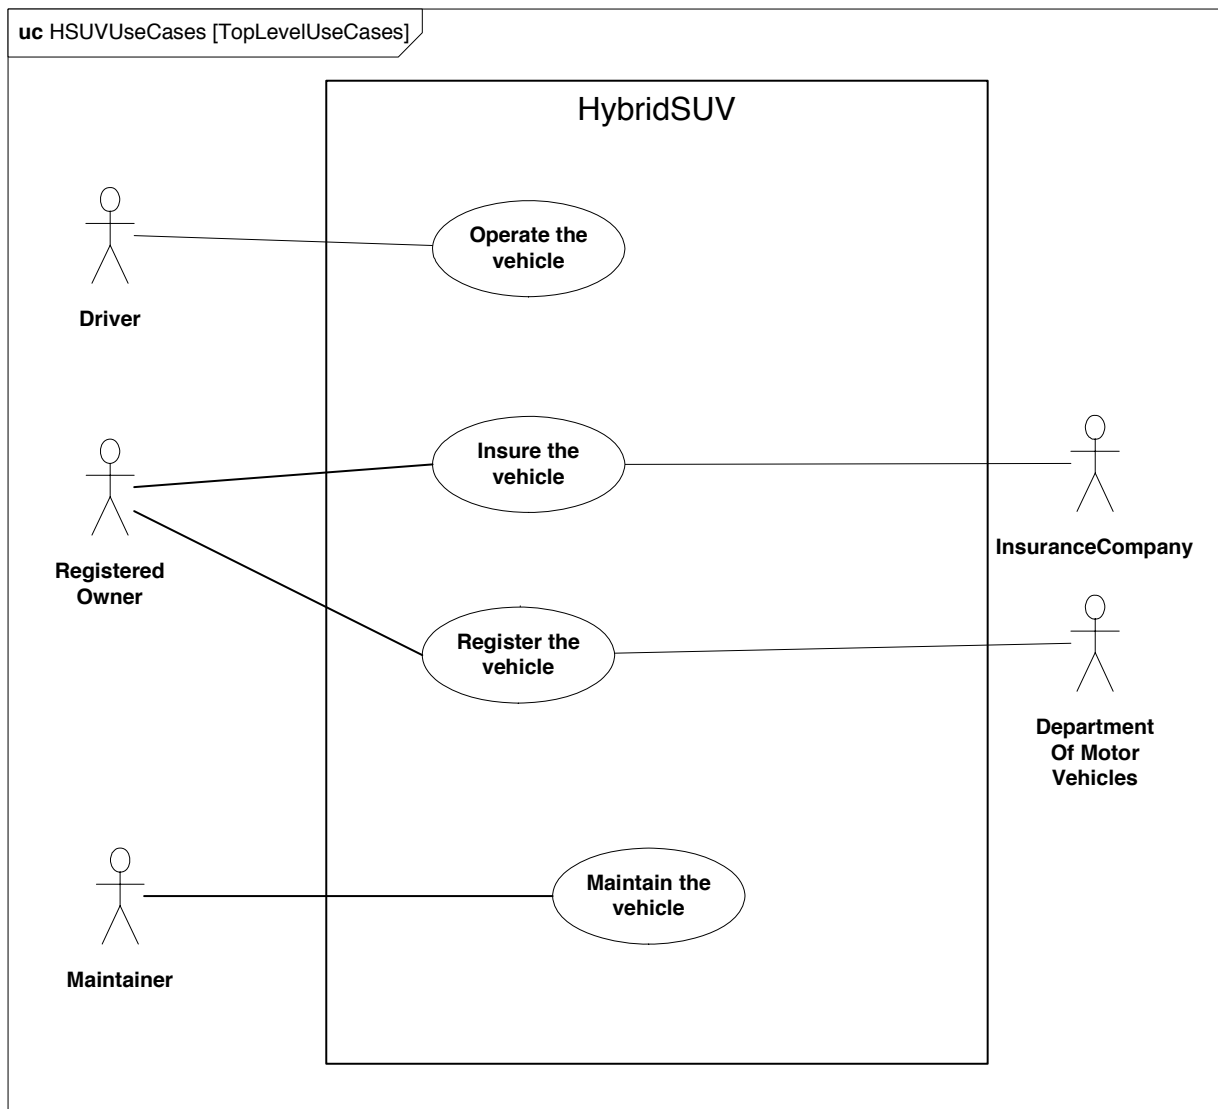 uc HSUVUseCases [TopLevelUseCases]
HybridSUV
Operate the
vehicle
Driver
Insure the
vehicle
InsuranceCompany
Registered
Owner
Register the
vehicle
Department
Of Motor
Vehicles
Maintain the
vehicle
Maintainer